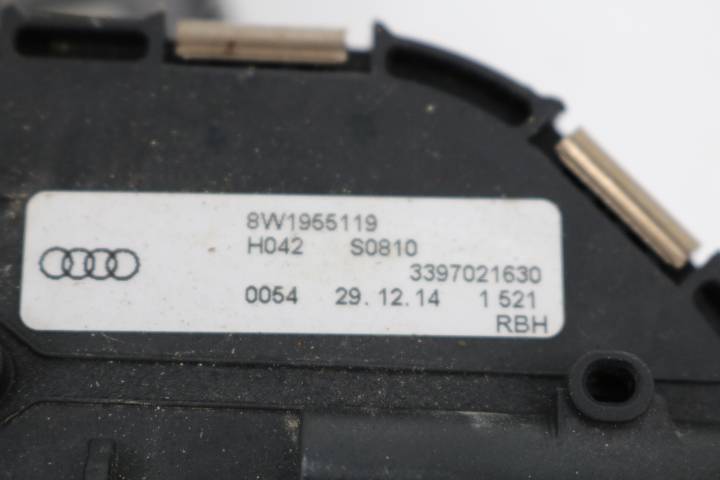 8W1955119
H042 S0810
3397021630
0054 29.12.14 1 521
RBH